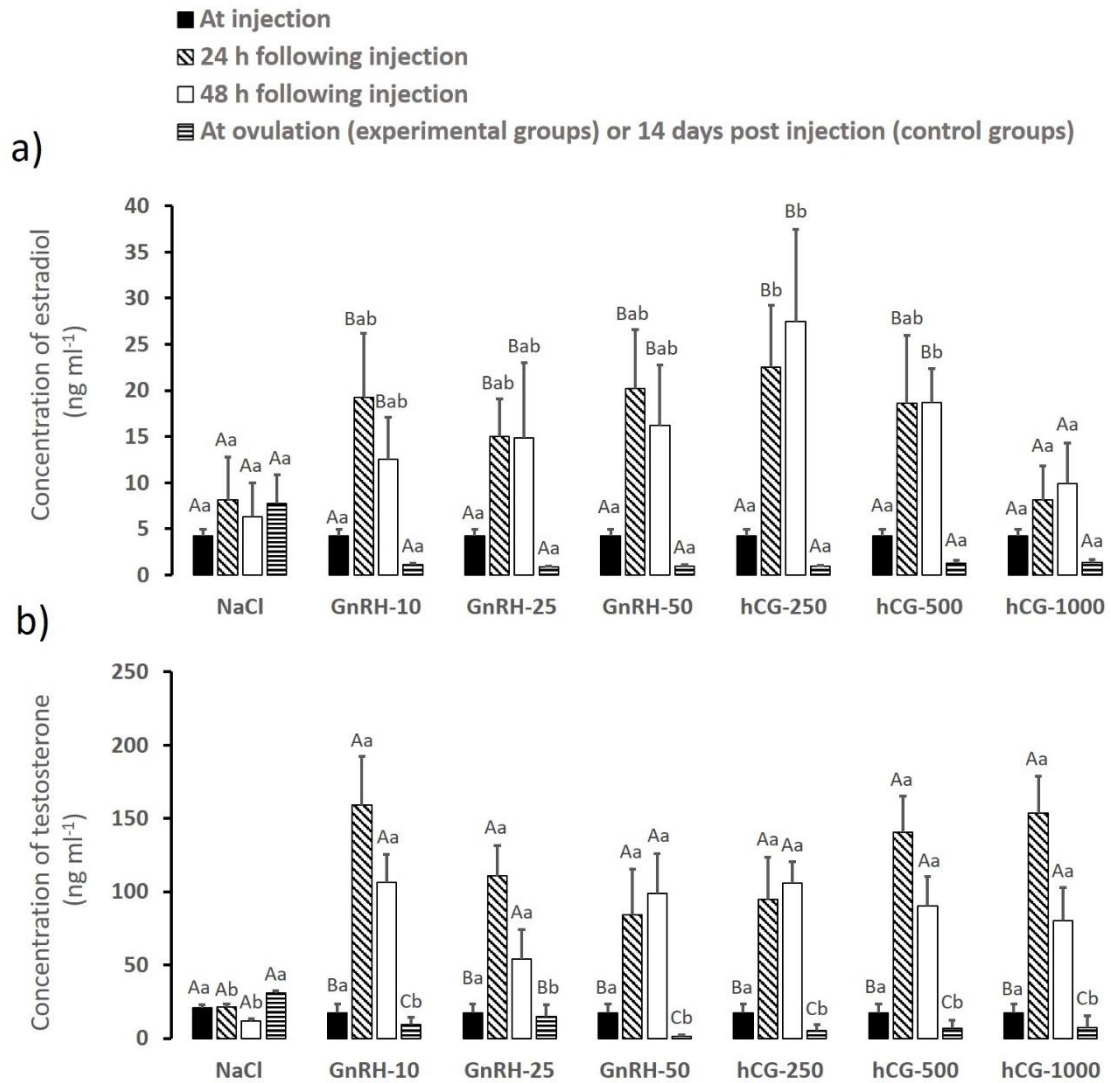 At injection
24 h following injection
48 h following injection
At ovulation (experimental groups) or 14 days post injection (control groups)
a)
Concentration of estradiol
(ng ml-1)
40
35
30
25
20
15
10
5
0
Aa Aa Aa Aa
Aa Bab Bab Aa
Aa Bab Bab Aa
Aa Bab Bab Aa
Aa Bb Bb Aa
Aa Bab Bb Aa
Aa Aa Aa Aa
NaCl GnRH-10 GnRH-25 GnRH-50 hCG-250 hCG-500 hCG-1000
b)
Concentration of testosterone
(ng ml-1)
250
200
150
100
50
0
Aa Ab Ab Aa
Ba Aa Aa Cb
Ba Aa Aa Bb
Ba Aa Aa Cb
Ba Aa Aa Cb
Ba Aa Aa Cb
Ba Aa Aa Cb
NaCl GnRH-10 GnRH-25 GnRH-50 hCG-250 hCG-500 hCG-1000